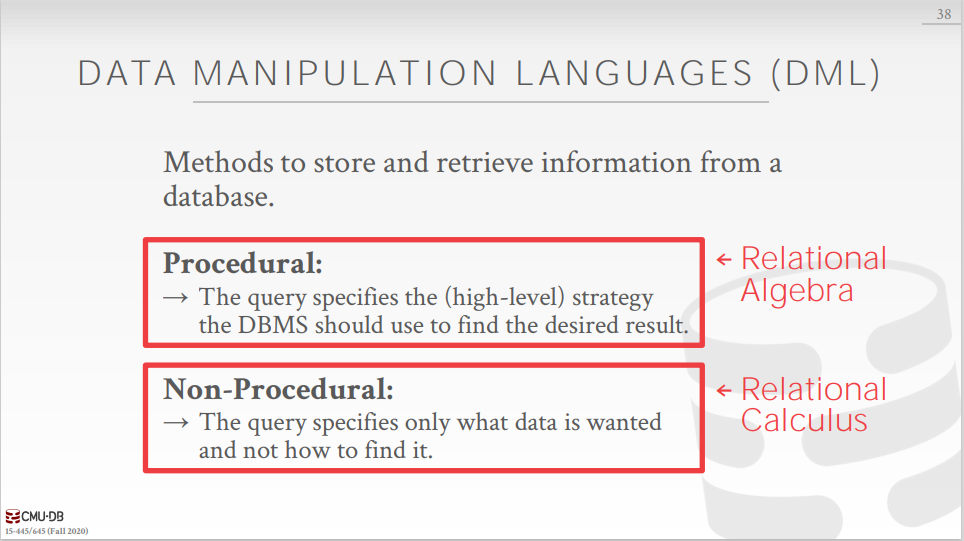 38
DATA MANIPULATION LANGUAGES (DML)
Methods to store and retrieve information from a
database.
Procedural:
→ The query specifies the (high-level) strategy
the DBMS should use to find the desired result.
← Relational
Algebra
Non-Procedural:
→ The query specifies only what data is wanted
and not how to find it.
← Relational
Calculus
CMU·DB
15-445/645 (Fall 2020)